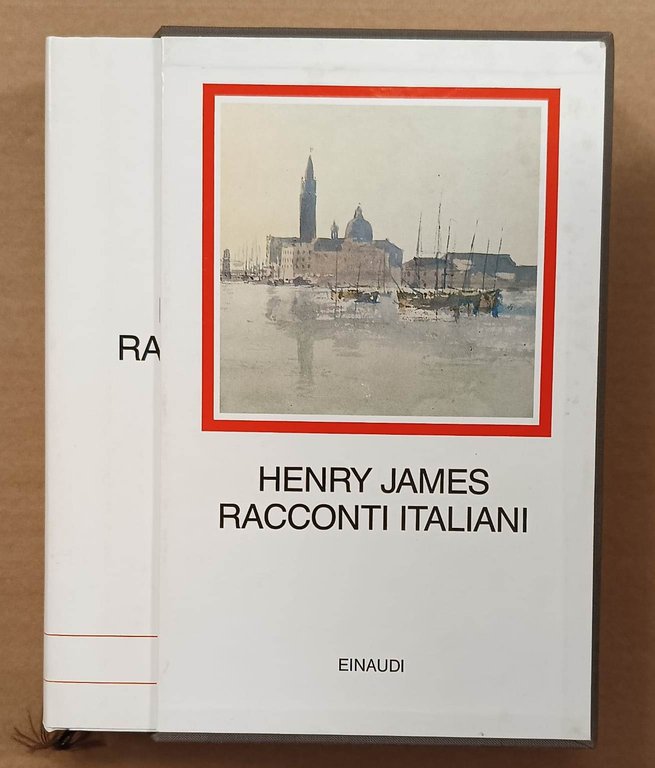 RA
HENRY JAMES
RACCONTI ITALIANI
EINAUDI